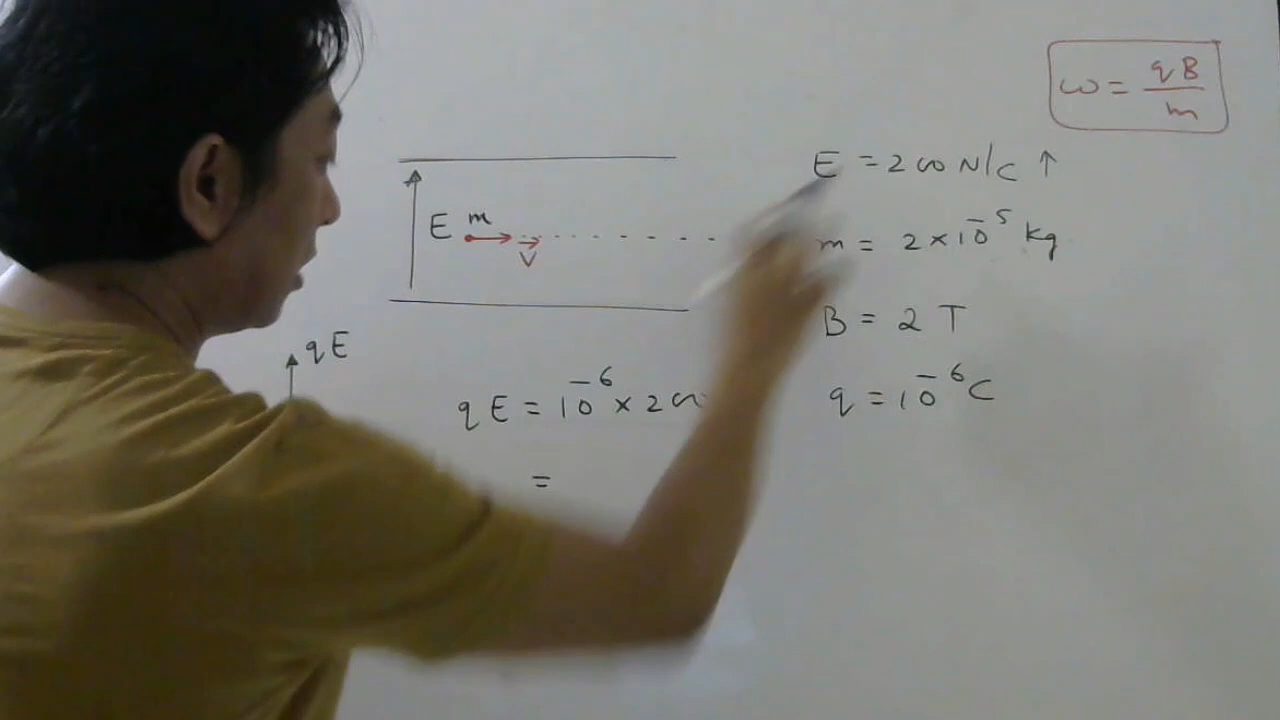 ω = qB/m
E = 200 N/C ↑
E m
v
m = 2 × 10⁻⁵ kg
B = 2 T
qE
qE = 10⁻⁶ × 200
q = 10⁻⁶ C
=